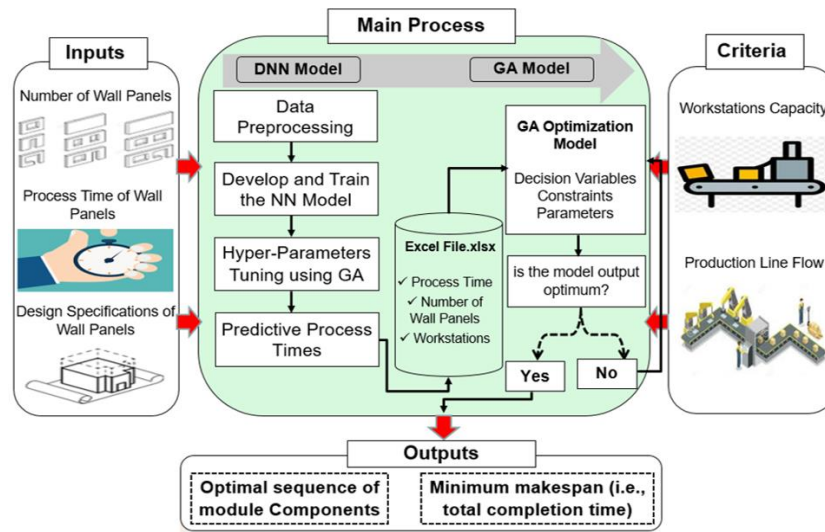 Main Process
Inputs
Number of Wall Panels
Process Time of Wall
Panels
Design Specifications of
Wall Panels
DNN Model
GA Model
Data
Preprocessing
Develop and Train
the NN Model
Hyper-Parameters
Tuning using GA
Predictive Process
Times
Excel File.xlsx
✓ Process Time
✓ Number of
Wall Panels
✓ Workstations
GA Optimization
Model
Decision Variables
Constraints
Parameters
is the model output
optimum?
Yes
No
Criteria
Workstations Capacity
Production Line Flow
Outputs
Optimal sequence of
module Components
Minimum makespan (i.e.,
total completion time)